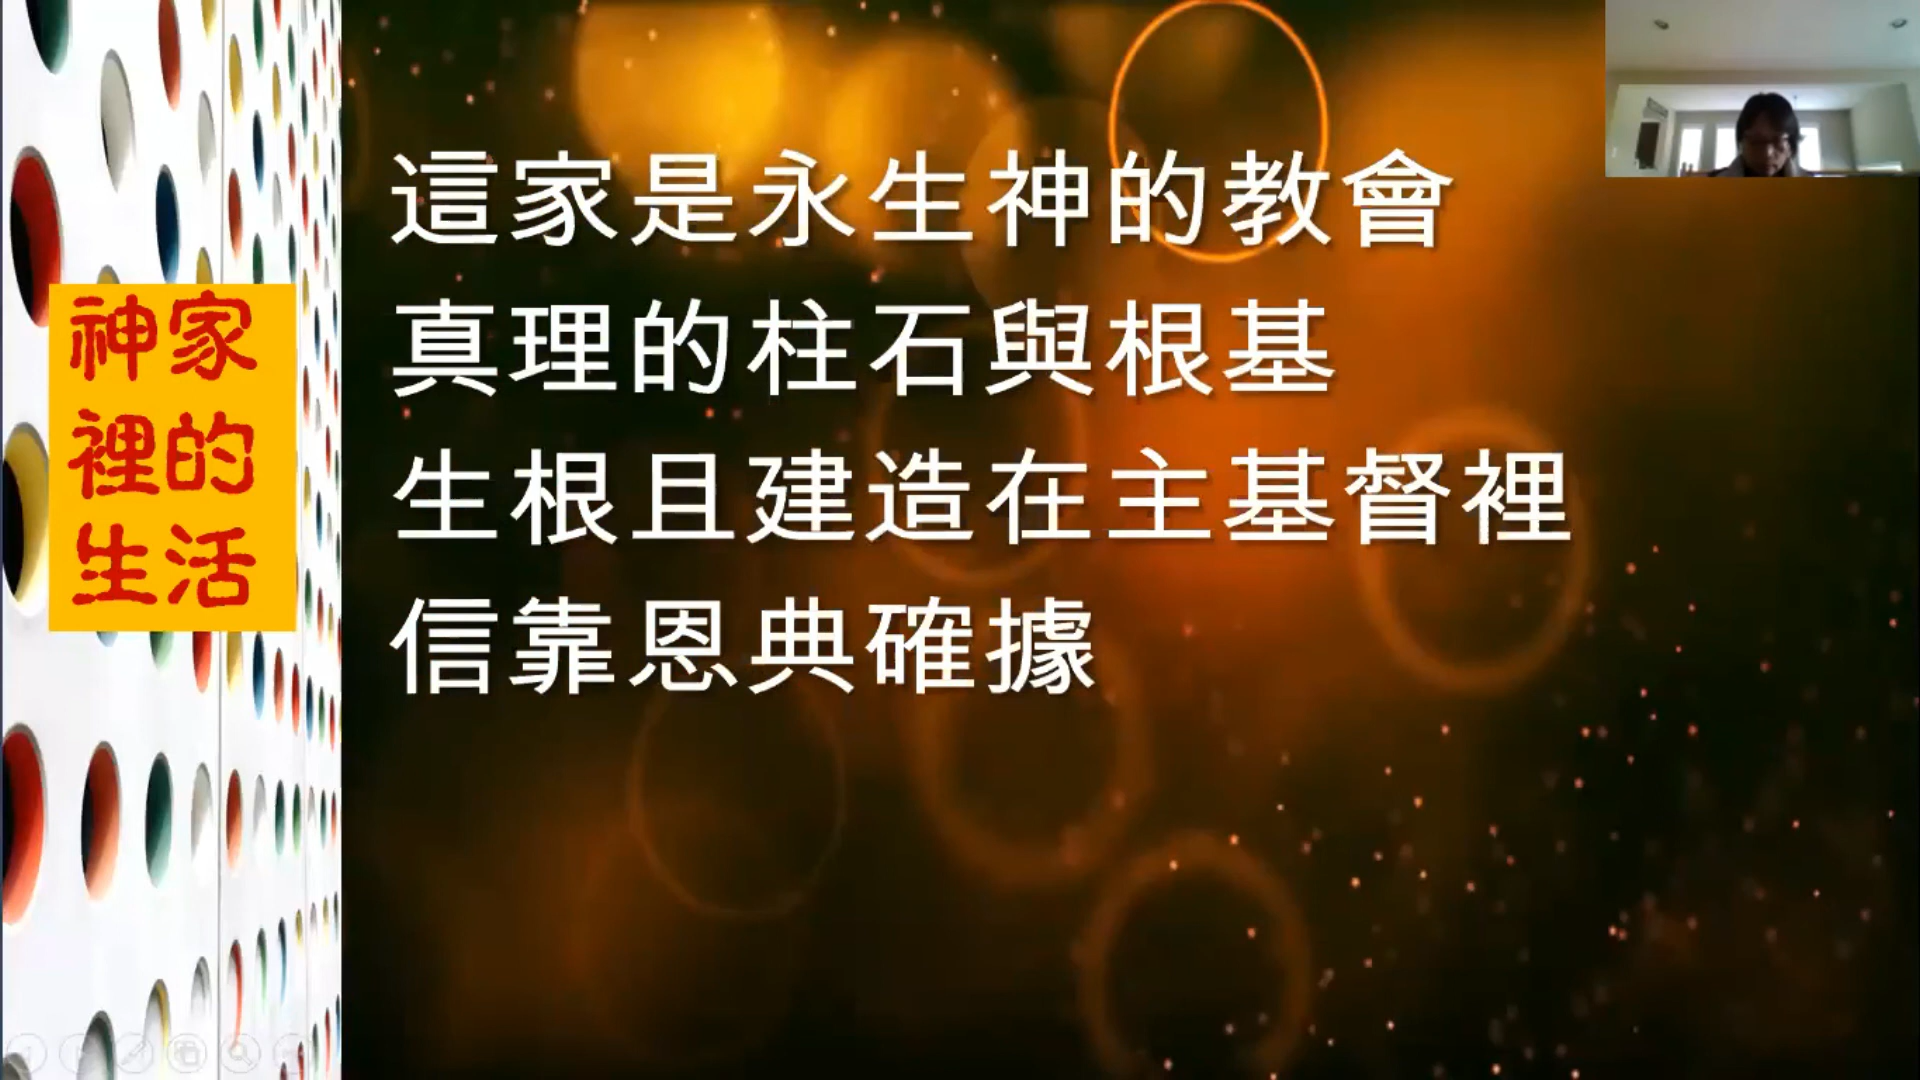 神家
裡的
生活
這家是永生神的教會
真理的柱石與根基
生根且建造在主基督裡
信靠恩典確據